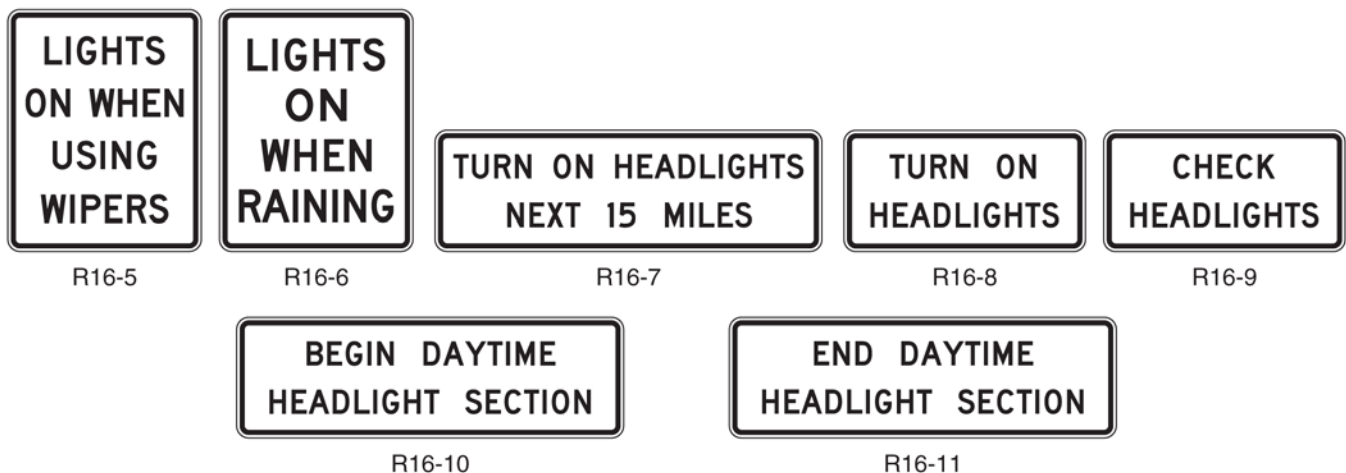 LIGHTS
ON WHEN
USING
WIPERS
R16-5
LIGHTS
ON
WHEN
RAINING
R16-6
TURN ON HEADLIGHTS
NEXT 15 MILES
R16-7
TURN ON
HEADLIGHTS
R16-8
CHECK
HEADLIGHTS
R16-9
BEGIN DAYTIME
HEADLIGHT SECTION
R16-10
END DAYTIME
HEADLIGHT SECTION
R16-11